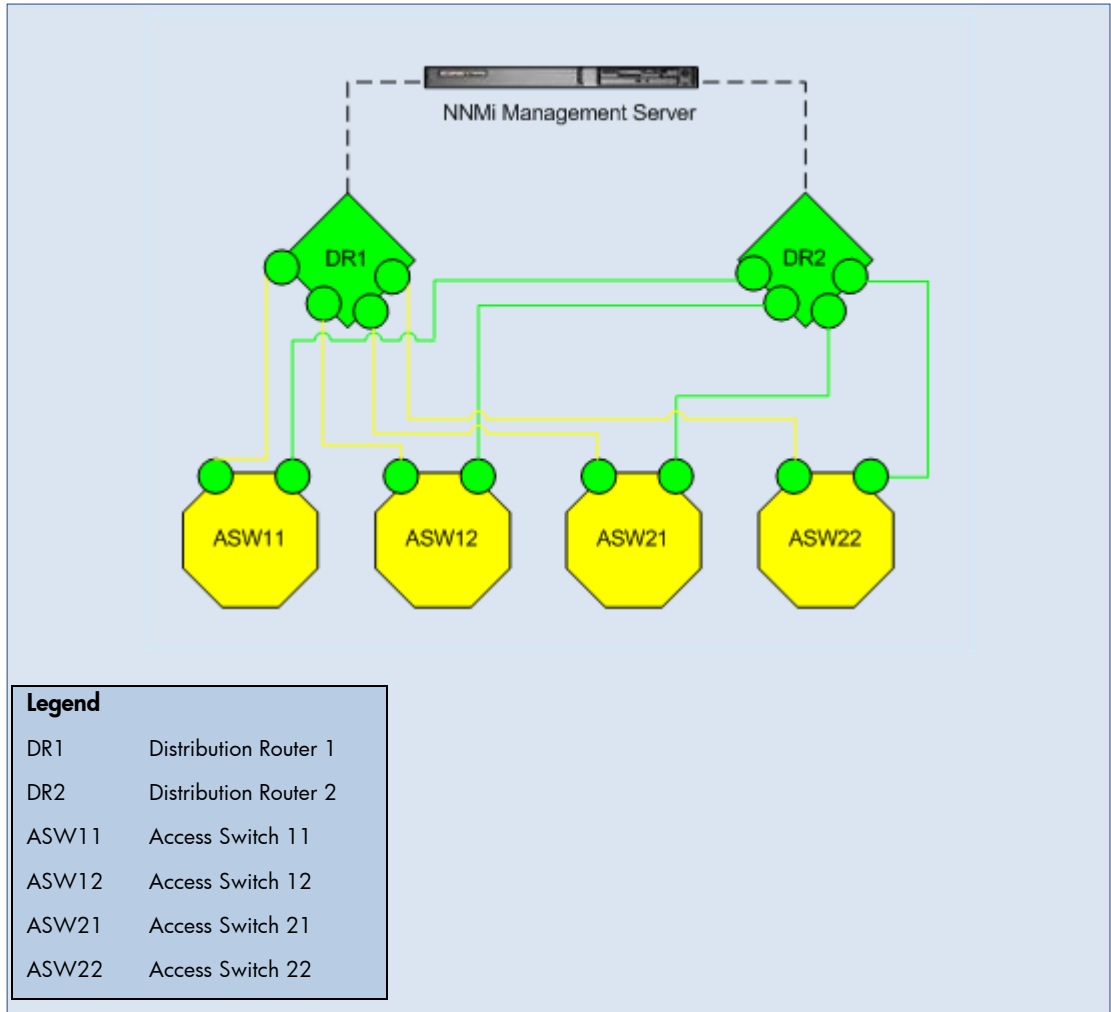 NNMi Management Server
DR1
DR2
ASW11
ASW12
ASW21
ASW22
Legend
DR1 Distribution Router 1
DR2 Distribution Router 2
ASW11 Access Switch 11
ASW12 Access Switch 12
ASW21 Access Switch 21
ASW22 Access Switch 22